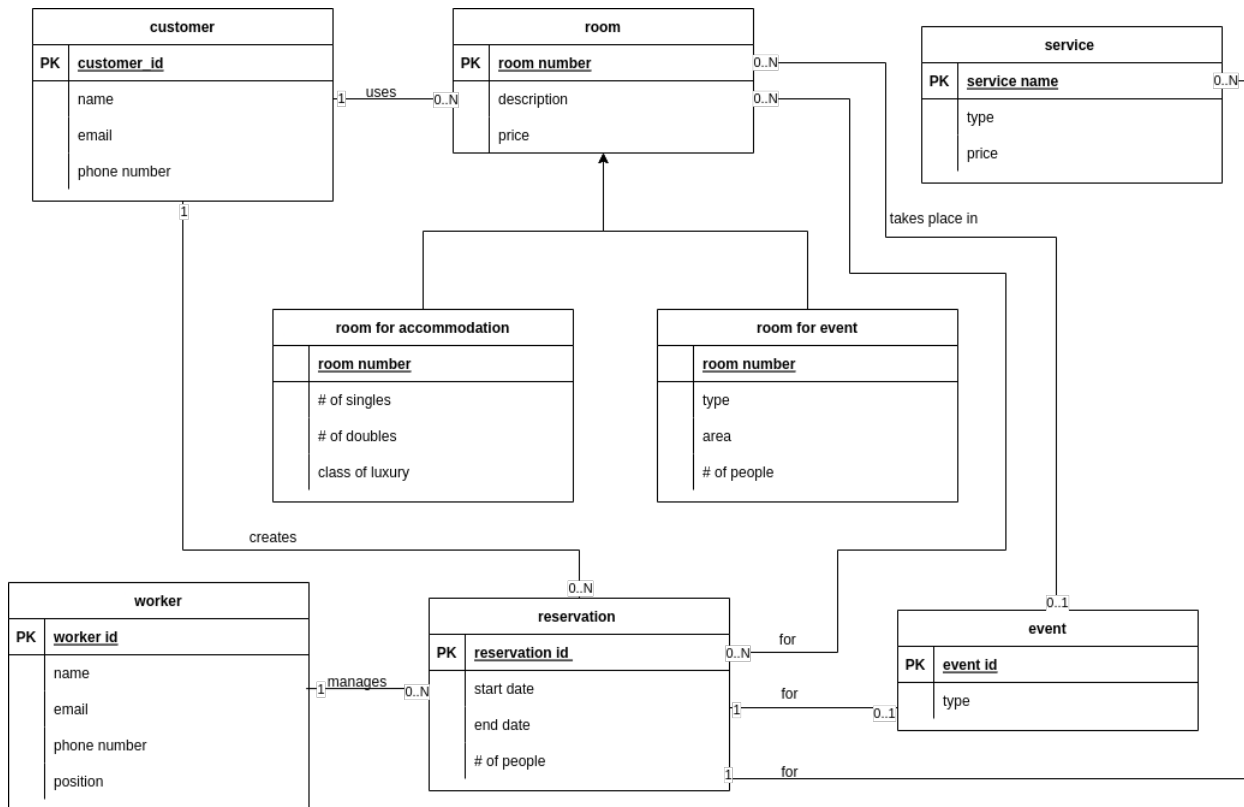 customer
PK customer_id
name
email
phone number
1 uses 0..N
room
PK room number
description
price
0..N
0..N
service
PK service name
type
price
0..N
1
takes place in
room for accommodation
room number
# of singles
# of doubles
class of luxury
room for event
room number
type
area
# of people
creates
0..N
worker
PK worker id
name
email
phone number
position
1 manages 0..N
reservation
PK reservation id
start date
end date
# of people
for
0..N
for
1 0..1
1 for
0..1
event
PK event id
type